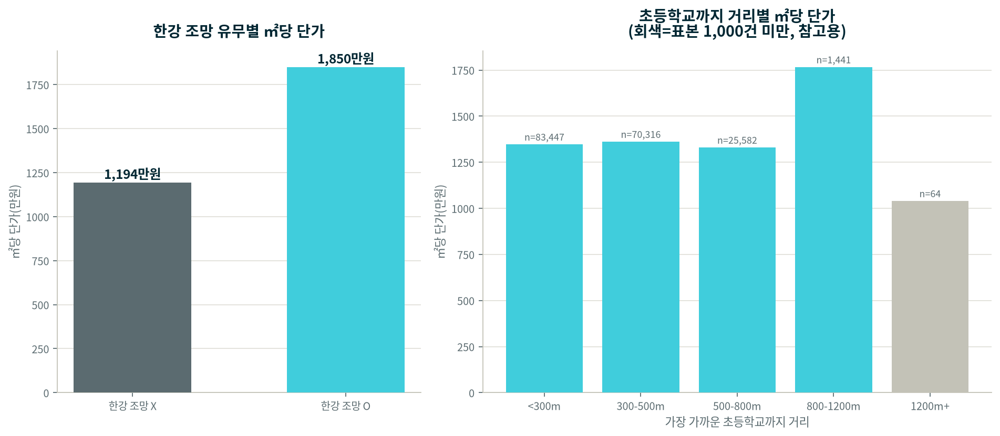 한강 조망 유무별 ㎡당 단가
1,850만원
1,194만원
1750
1500
1250
1000
750
500
250
0
㎡당 단가(만원)
한강 조망 X
한강 조망 O
초등학교까지 거리별 ㎡당 단가
(회색=표본 1,000건 미만, 참고용)
n=83,447
n=70,316
n=25,582
n=1,441
n=64
1750
1500
1250
1000
750
500
250
0
㎡당 단가(만원)
<300m
300-500m
500-800m
800-1200m
1200m+
가장 가까운 초등학교까지 거리